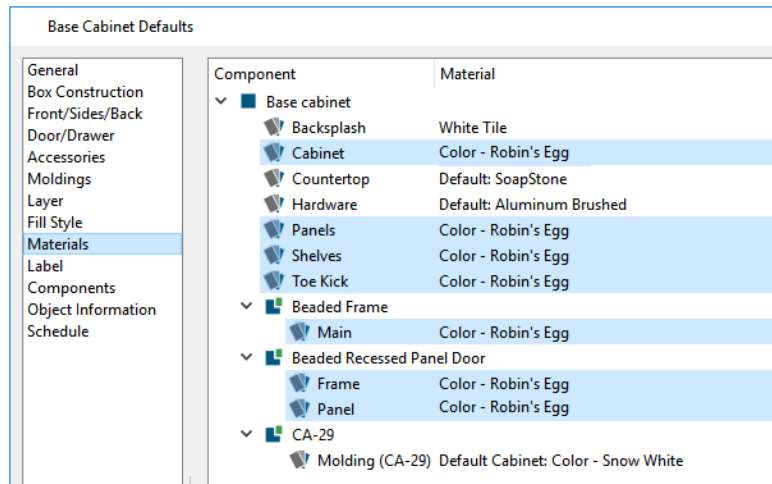 Base Cabinet Defaults
General
Box Construction
Front/Sides/Back
Door/Drawer
Accessories
Moldings
Layer
Fill Style
Materials
Label
Components
Object Information
Schedule
Component Material
Base cabinet
Backsplash White Tile
Cabinet Color - Robin's Egg
Countertop Default: SoapStone
Hardware Default: Aluminum Brushed
Panels Color - Robin's Egg
Shelves Color - Robin's Egg
Toe Kick Color - Robin's Egg
Beaded Frame
Main Color - Robin's Egg
Beaded Recessed Panel Door
Frame Color - Robin's Egg
Panel Color - Robin's Egg
CA-29
Molding (CA-29) Default Cabinet: Color - Snow White